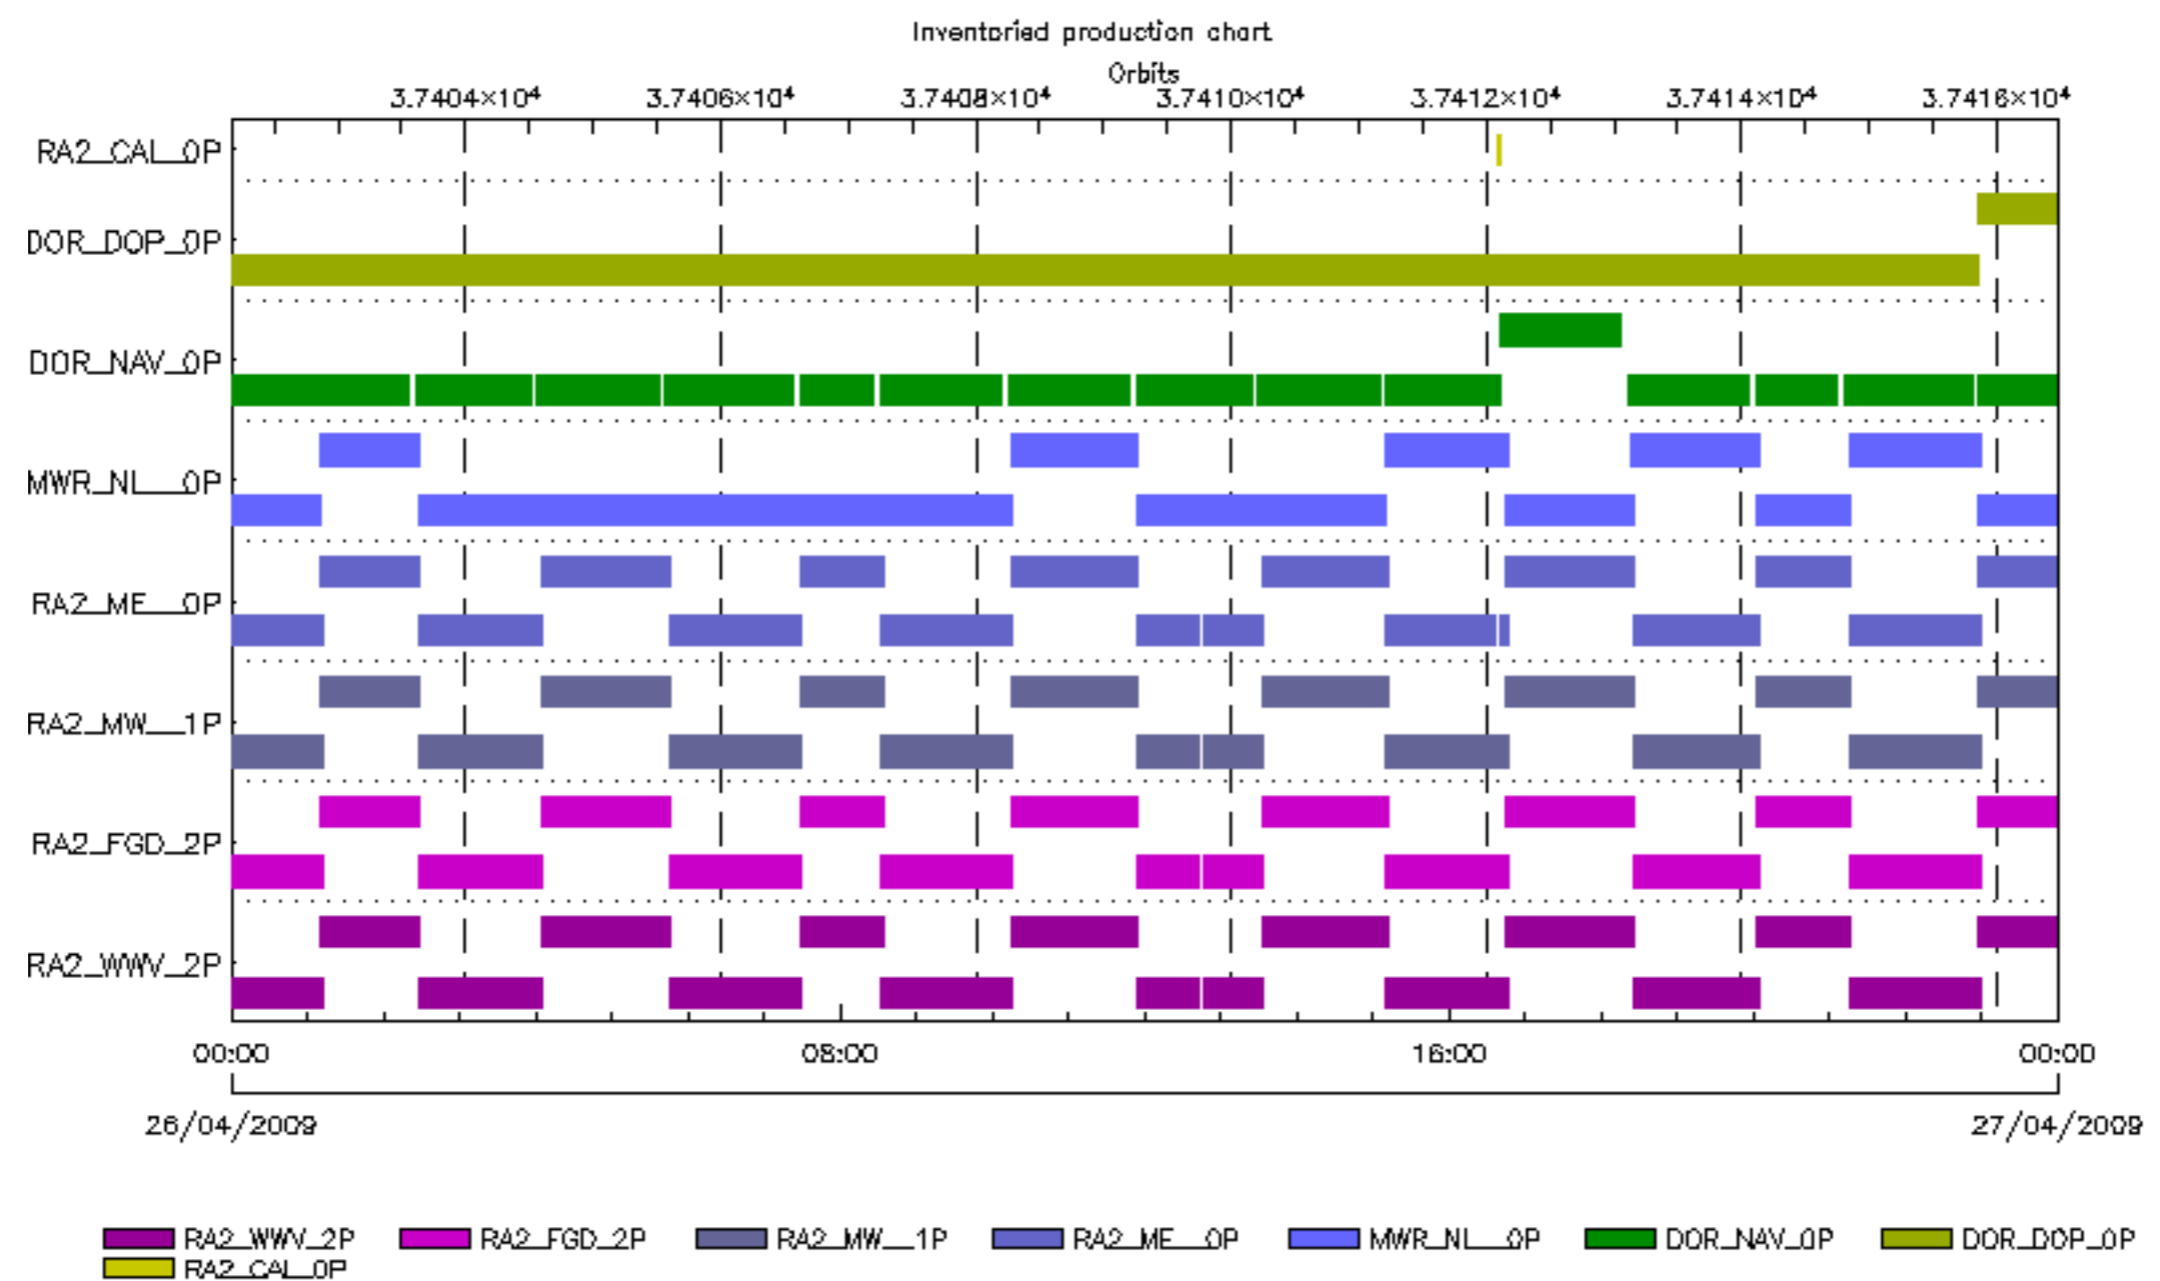 Inventoried production chart
Orbits
3.7404×10⁴ 3.7406×10⁴ 3.7408×10⁴ 3.7410×10⁴ 3.7412×10⁴ 3.7414×10⁴ 3.7416×10⁴
RA2_CAL_0P
DOR_DOP_0P
DOR_NAV_0P
MWR_NL__0P
RA2_ME__0P
RA2_MW__1P
RA2_FGD_2P
RA2_WWV_2P
00:00 08:00 16:00 00:00
26/04/2009 27/04/2009
RA2_WWV_2P RA2_FGD_2P RA2_MW__1P RA2_ME__0P MWR_NL__0P DOR_NAV_0P DOR_DOP_0P
RA2_CAL_0P